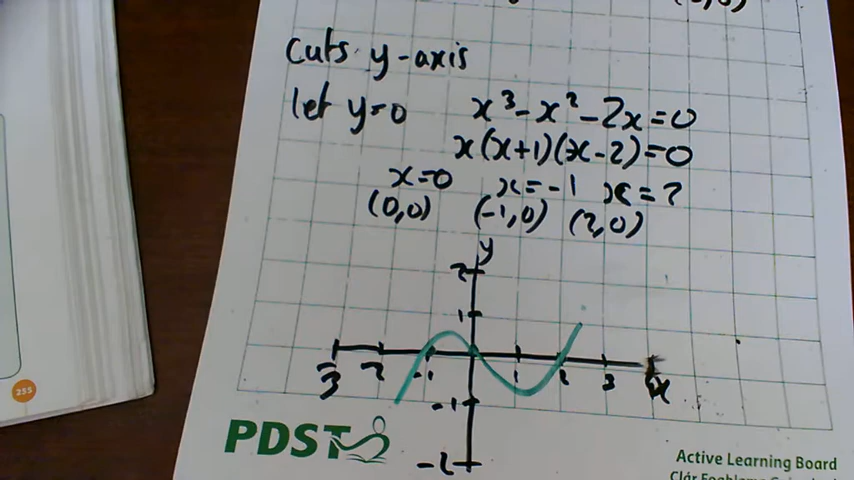 cuts y-axis
let y=0 x³-x²-2x=0
x(x+1)(x-2)=0
x=0 x=-1 x=2
(0,0) (-1,0) (2,0)
y
2
1
-3 -2 -1 1 2 3 x
-1
-2
255
PDST
Active Learning Board